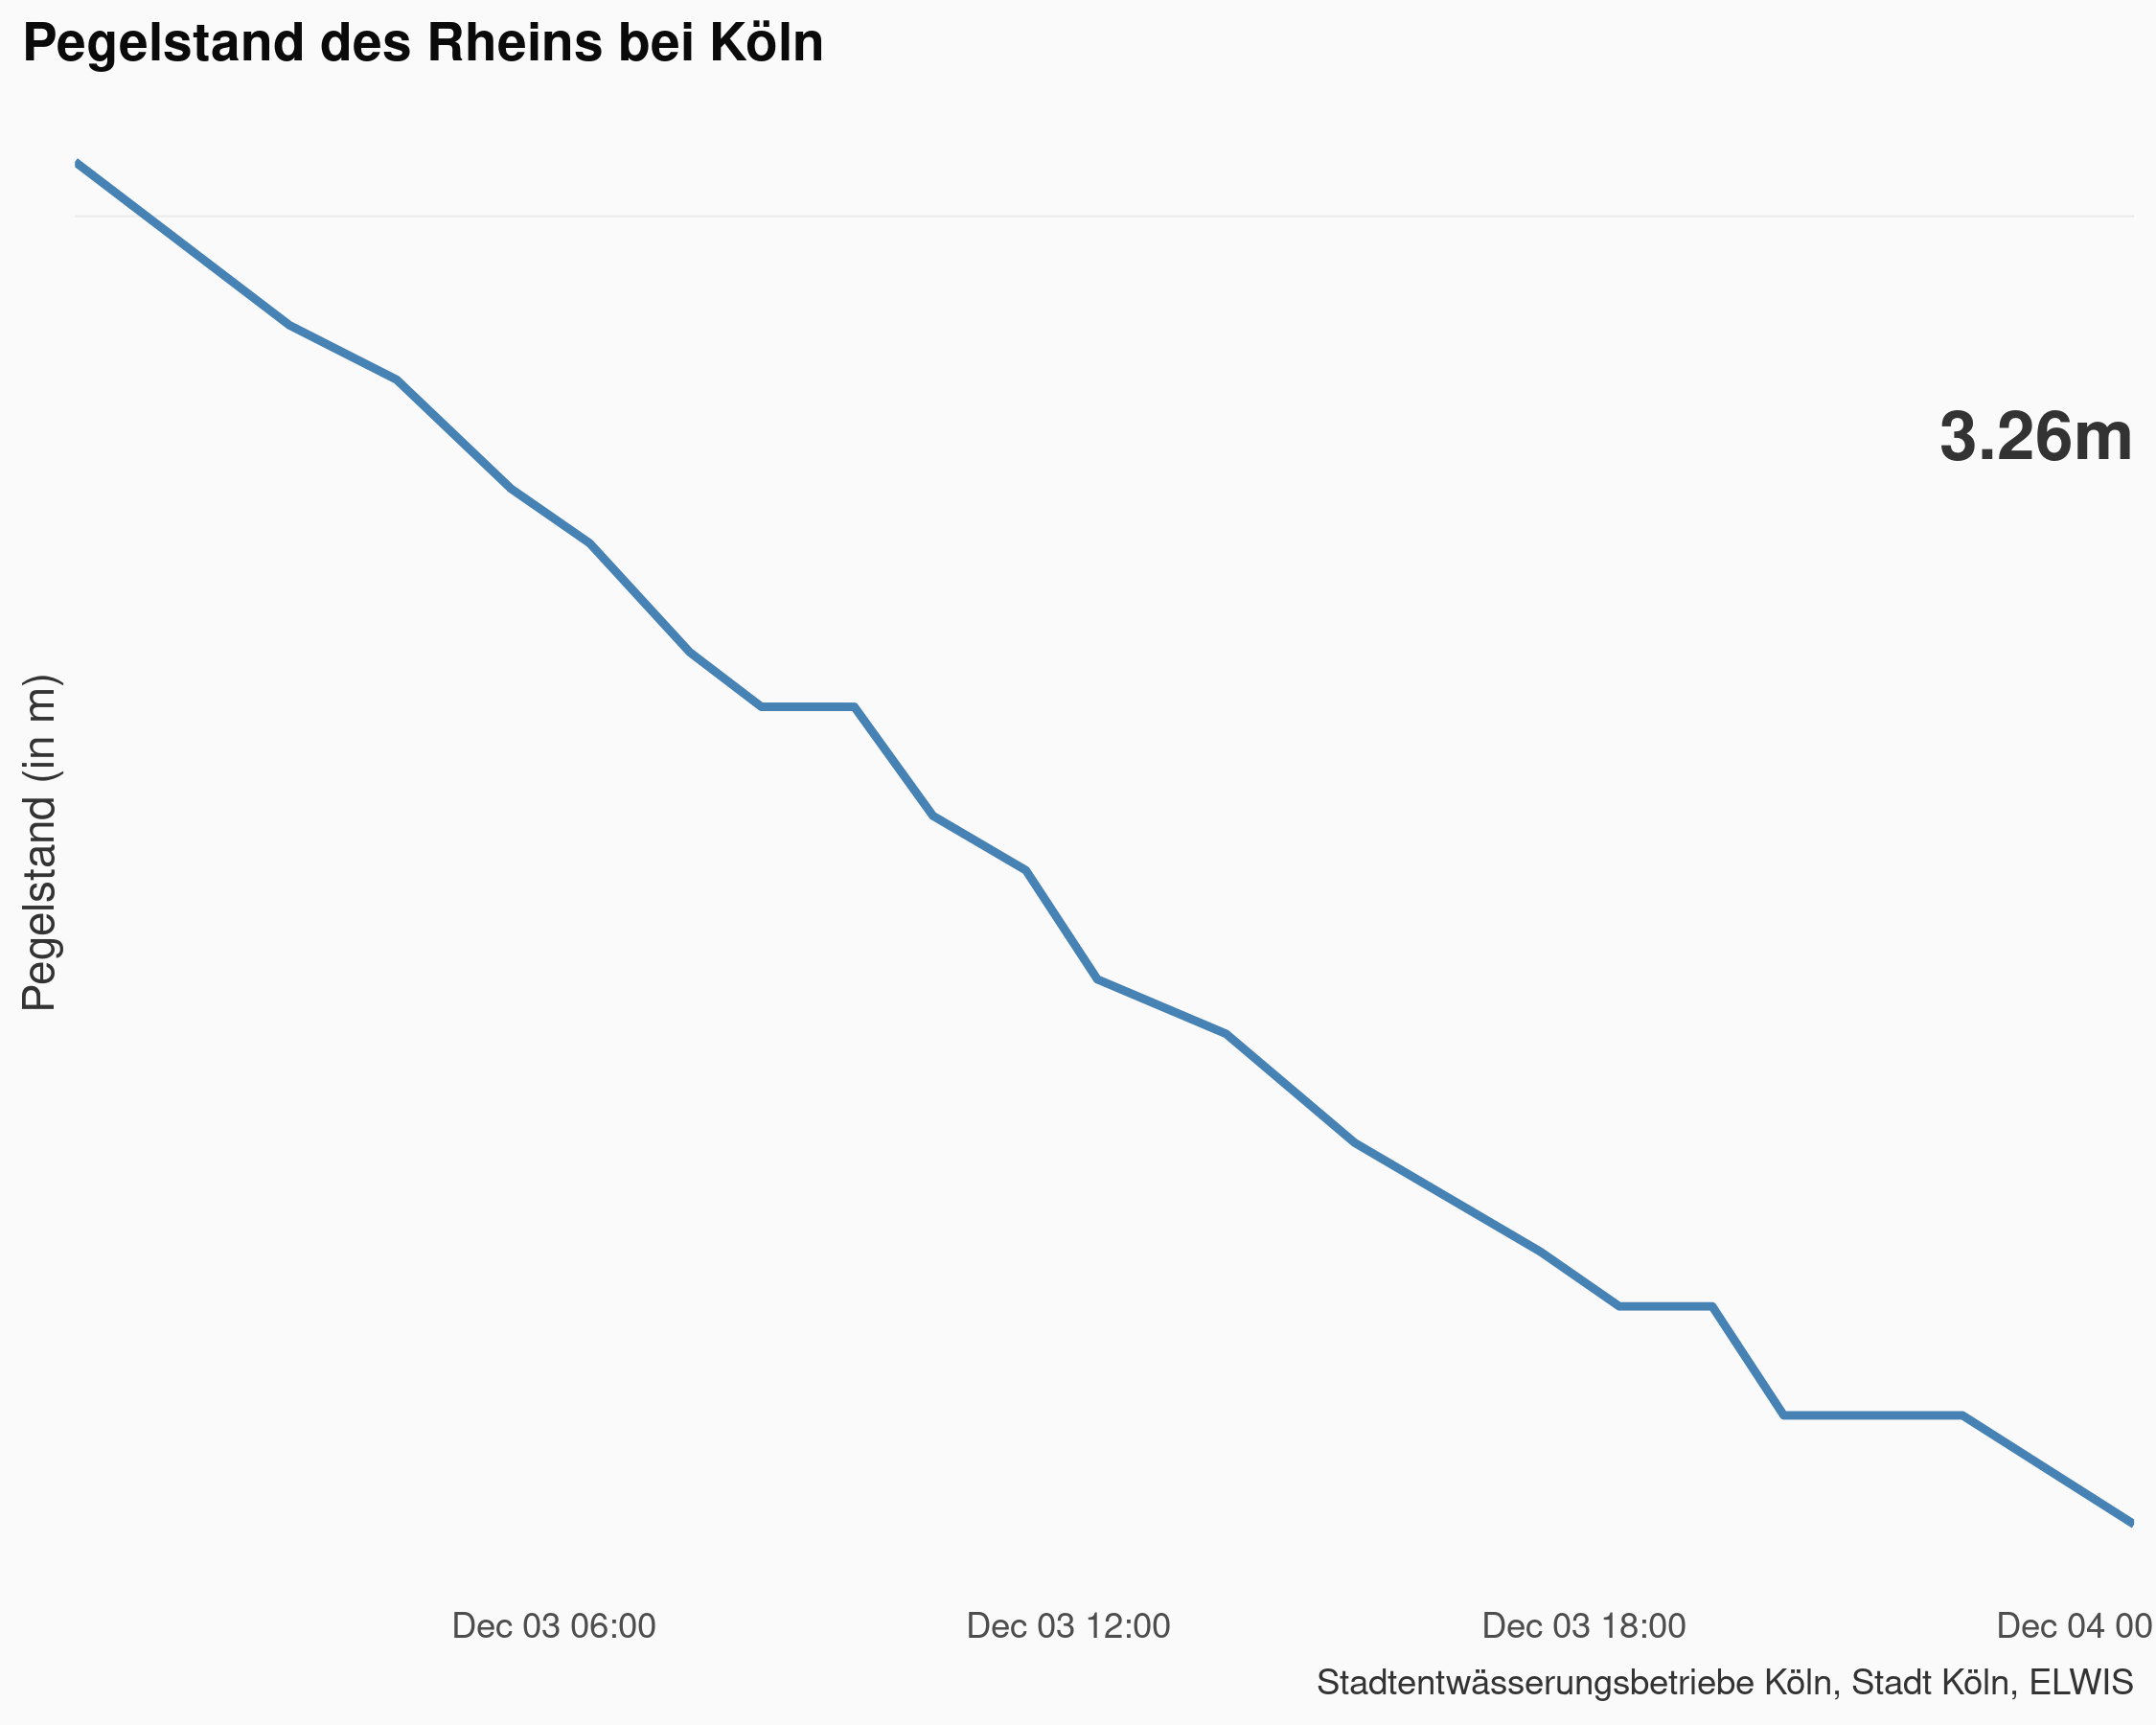 Pegelstand des Rheins bei Köln
3.26m
Pegelstand (in m)
Dec 03 06:00
Dec 03 12:00
Dec 03 18:00
Dec 04 00
Stadtentwässerungsbetriebe Köln, Stadt Köln, ELWIS